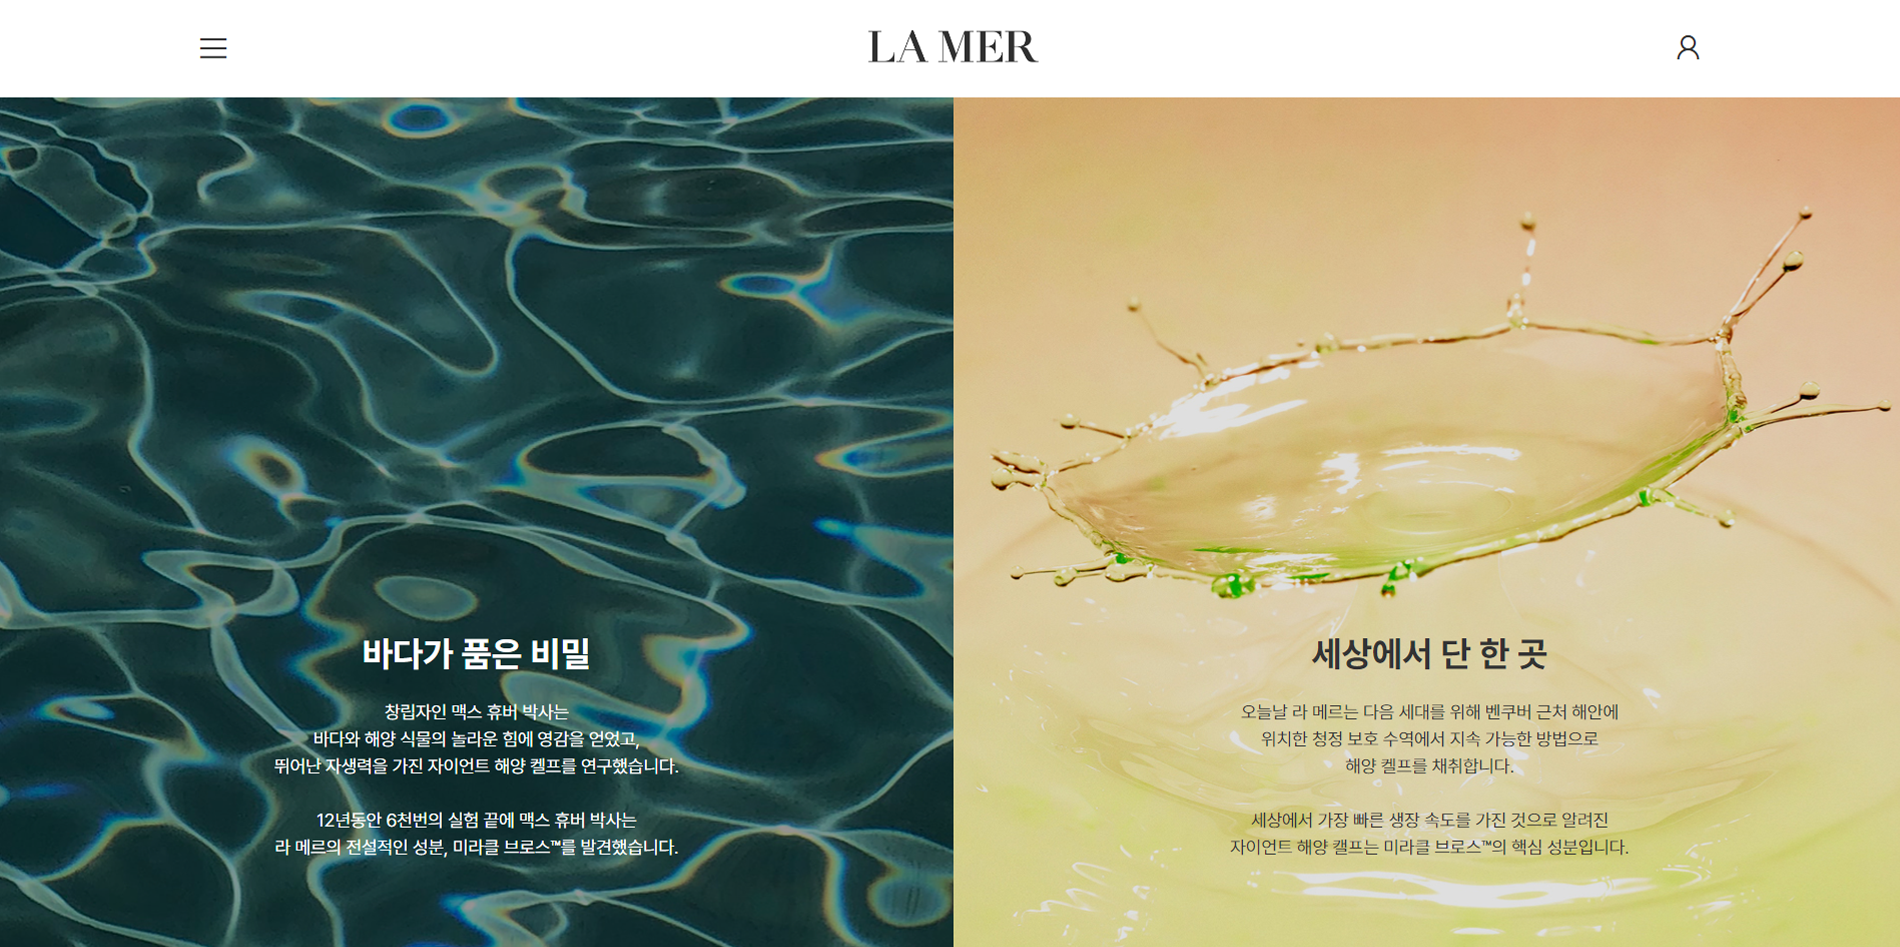 LA MER
바다가 품은 비밀
창립자인 맥스 휴버 박사는
바다와 해양 식물의 놀라운 힘에 영감을 얻었고,
뛰어난 자생력을 가진 자이언트 해양 켈프를 연구했습니다.
12년동안 6천번의 실험 끝에 맥스 휴버 박사는
라 메르의 전설적인 성분, 미라클 브로스™를 발견했습니다.
세상에서 단 한 곳
오늘날 라 메르는 다음 세대를 위해 벤쿠버 근처 해안에
위치한 청정 보호 수역에서 지속 가능한 방법으로
해양 켈프를 채취합니다.
세상에서 가장 빠른 생장 속도를 가진 것으로 알려진
자이언트 해양 캘프는 미라클 브로스™의 핵심 성분입니다.